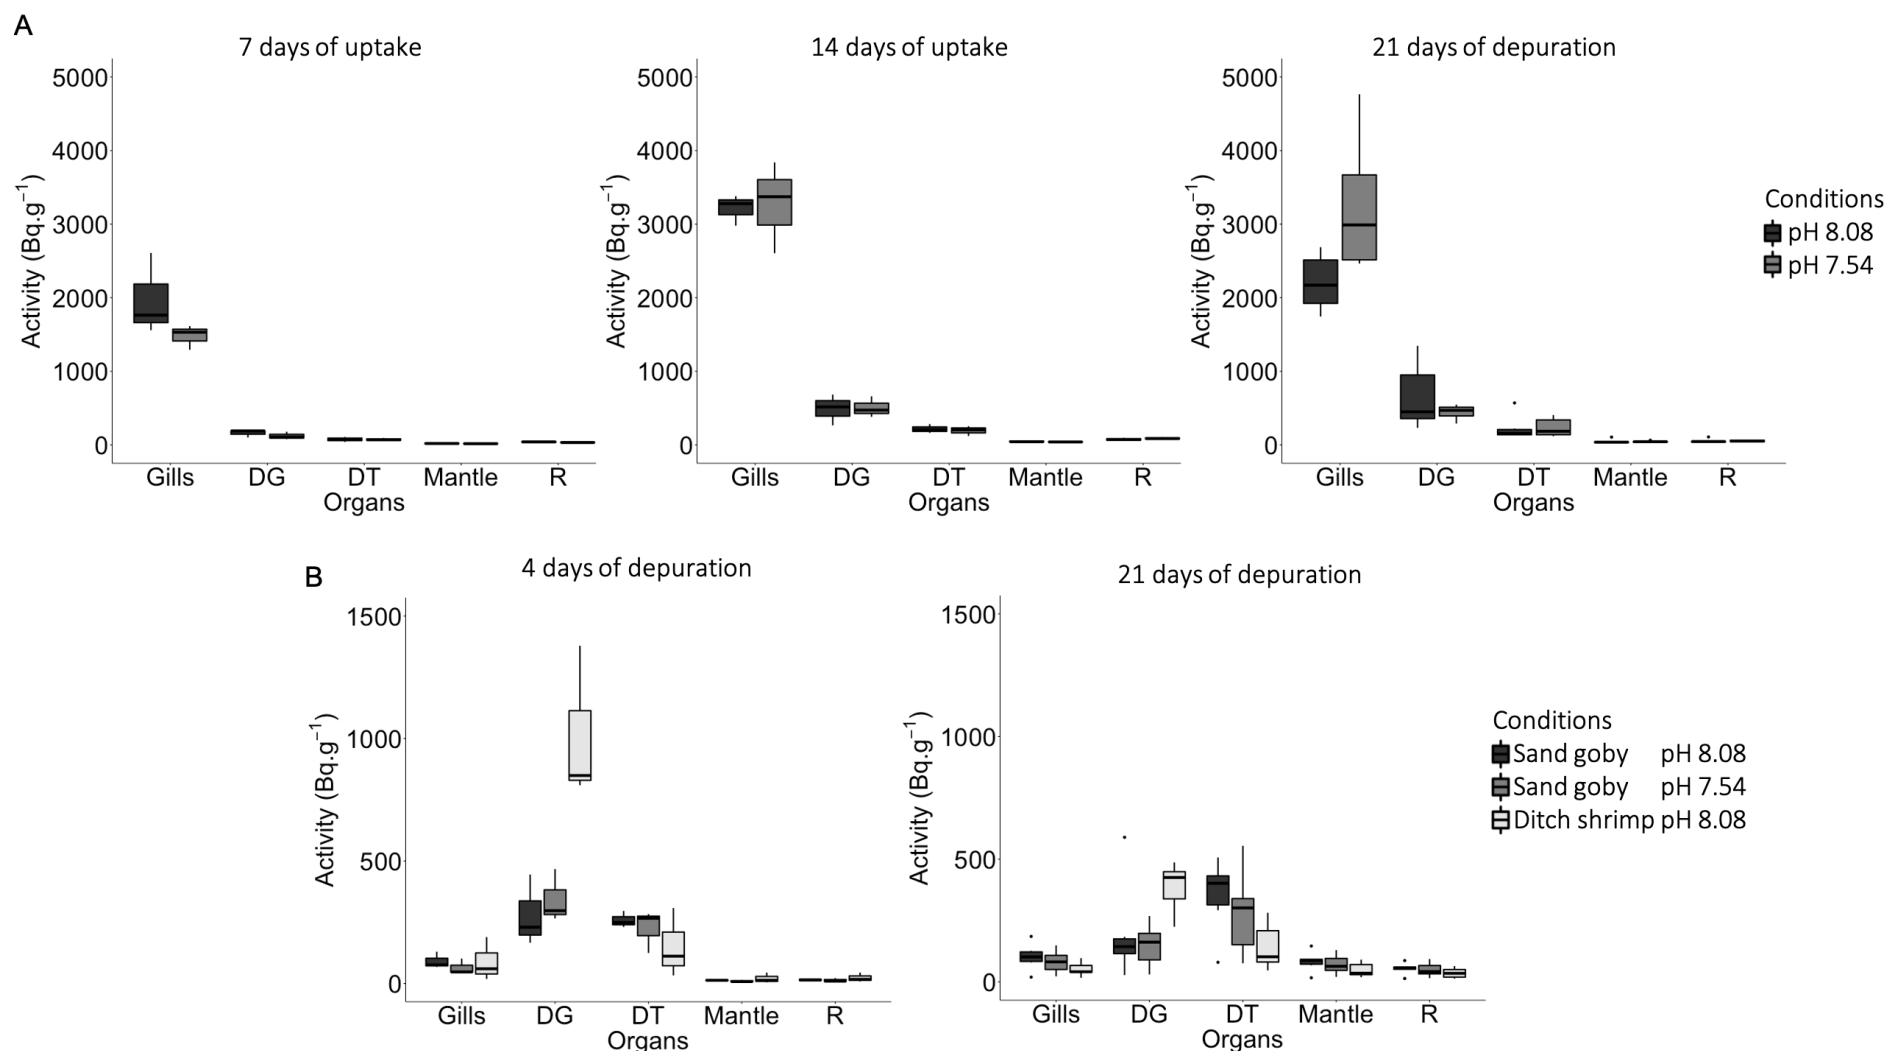 A
7 days of uptake
14 days of uptake
21 days of depuration
5000
4000
3000
2000
1000
0
Activity (Bq.g⁻¹)
Gills DG DT Mantle R
Organs
5000
4000
3000
2000
1000
0
Activity (Bq.g⁻¹)
Gills DG DT Mantle R
Organs
5000
4000
3000
2000
1000
0
Activity (Bq.g⁻¹)
Gills DG DT Mantle R
Organs
Conditions
pH 8.08
pH 7.54
B
4 days of depuration
21 days of depuration
1500
1000
500
0
Activity (Bq.g⁻¹)
Gills DG DT Mantle R
Organs
1500
1000
500
0
Activity (Bq.g⁻¹)
Gills DG DT Mantle R
Organs
Conditions
Sand goby pH 8.08
Sand goby pH 7.54
Ditch shrimp pH 8.08